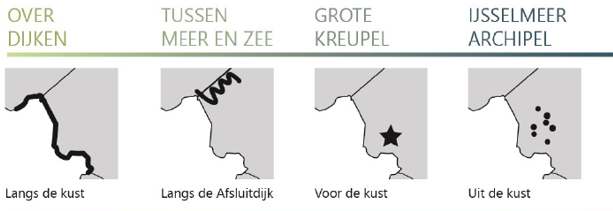 OVER
DIJKEN
TUSSEN
MEER EN ZEE
GROTE
KREUPEL
IJSSELMEER
ARCHIPEL
Langs de kust
Langs de Afsluitdijk
Voor de kust
Uit de kust